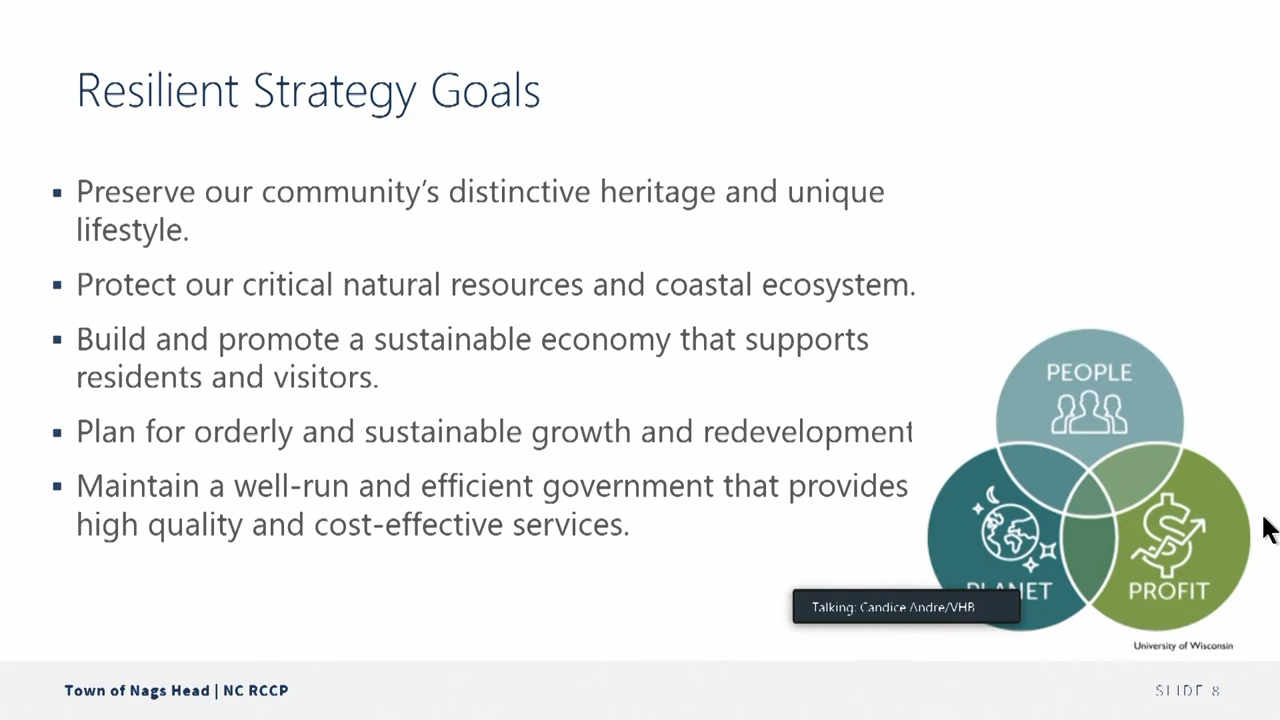 Resilient Strategy Goals
▪ Preserve our community's distinctive heritage and unique
lifestyle.
▪ Protect our critical natural resources and coastal ecosystem.
▪ Build and promote a sustainable economy that supports
residents and visitors.
▪ Plan for orderly and sustainable growth and redevelopment
▪ Maintain a well-run and efficient government that provides
high quality and cost-effective services.
PEOPLE
PLANET
PROFIT
Talking: Candice Andre/VHB
University of Wisconsin
Town of Nags Head | NC RCCP
SLIDE 8